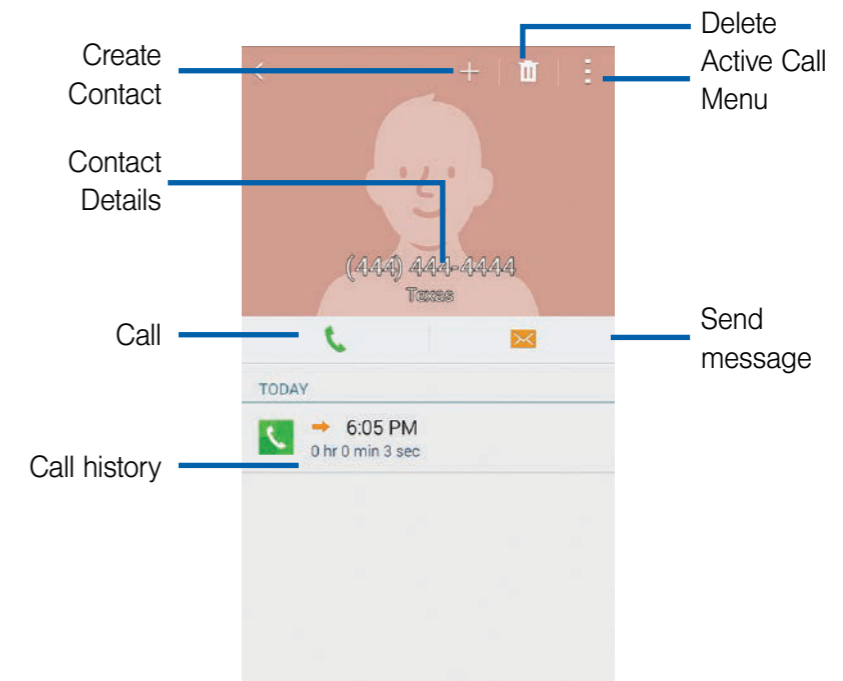 Delete
Create
Contact
Active Call
Menu
Contact
Details
(444) 444-4444
Texas
Call
Send
message
TODAY
6:05 PM
0 hr 0 min 3 sec
Call history